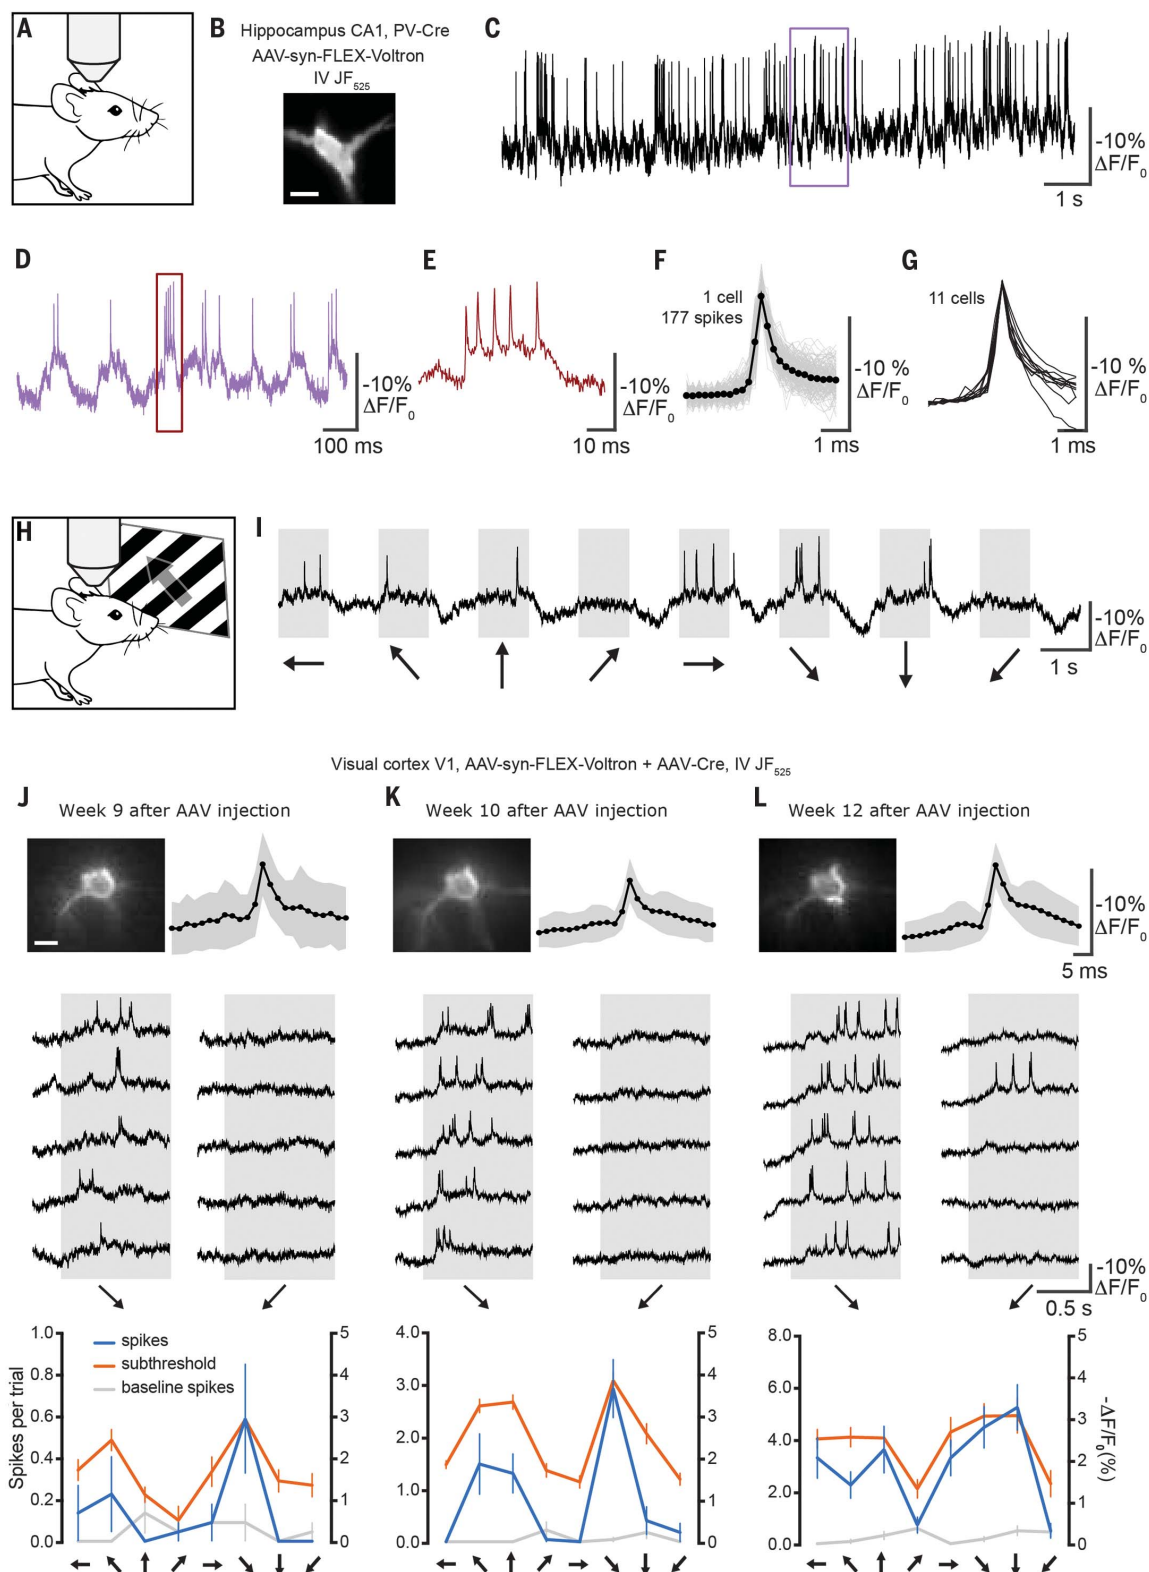 A
B
Hippocampus CA1, PV-Cre
AAV-syn-FLEX-Voltron
IV JF525
C
-10%
ΔF/F0
1 s
D
-10%
ΔF/F0
100 ms
E
-10%
ΔF/F0
10 ms
F
1 cell
177 spikes
-10 %
ΔF/F0
1 ms
G
11 cells
-10 %
ΔF/F0
1 ms
H
I
-10%
ΔF/F0
1 s
Visual cortex V1, AAV-syn-FLEX-Voltron + AAV-Cre, IV JF525
J
Week 9 after AAV injection
K
Week 10 after AAV injection
L
Week 12 after AAV injection
-10%
ΔF/F0
5 ms
-10%
ΔF/F0
0.5 s
Spikes per trial
1.0
0.8
0.6
0.4
0.2
0.0
spikes
subthreshold
baseline spikes
5
4
3
2
1
0
4.0
3.0
2.0
1.0
0.0
5
4
3
2
1
0
8.0
6.0
4.0
2.0
0.0
5
4
3
2
1
0
-ΔF/F0(%)